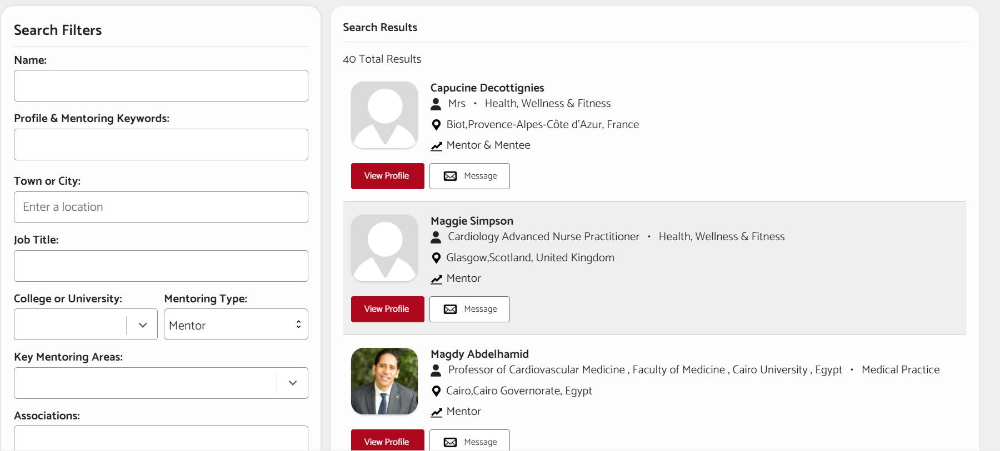 Search Filters
Name:
Profile & Mentoring Keywords:
Town or City:
Enter a location
Job Title:
College or University:
Mentoring Type:
Mentor
Key Mentoring Areas:
Associations:
Search Results
40 Total Results
Capucine Decottignies
Mrs • Health, Wellness & Fitness
Biot,Provence-Alpes-Côte d'Azur, France
Mentor & Mentee
View Profile
Message
Maggie Simpson
Cardiology Advanced Nurse Practitioner • Health, Wellness & Fitness
Glasgow,Scotland, United Kingdom
Mentor
View Profile
Message
Magdy Abdelhamid
Professor of Cardiovascular Medicine , Faculty of Medicine , Cairo University , Egypt • Medical Practice
Cairo,Cairo Governorate, Egypt
Mentor
View Profile
Message